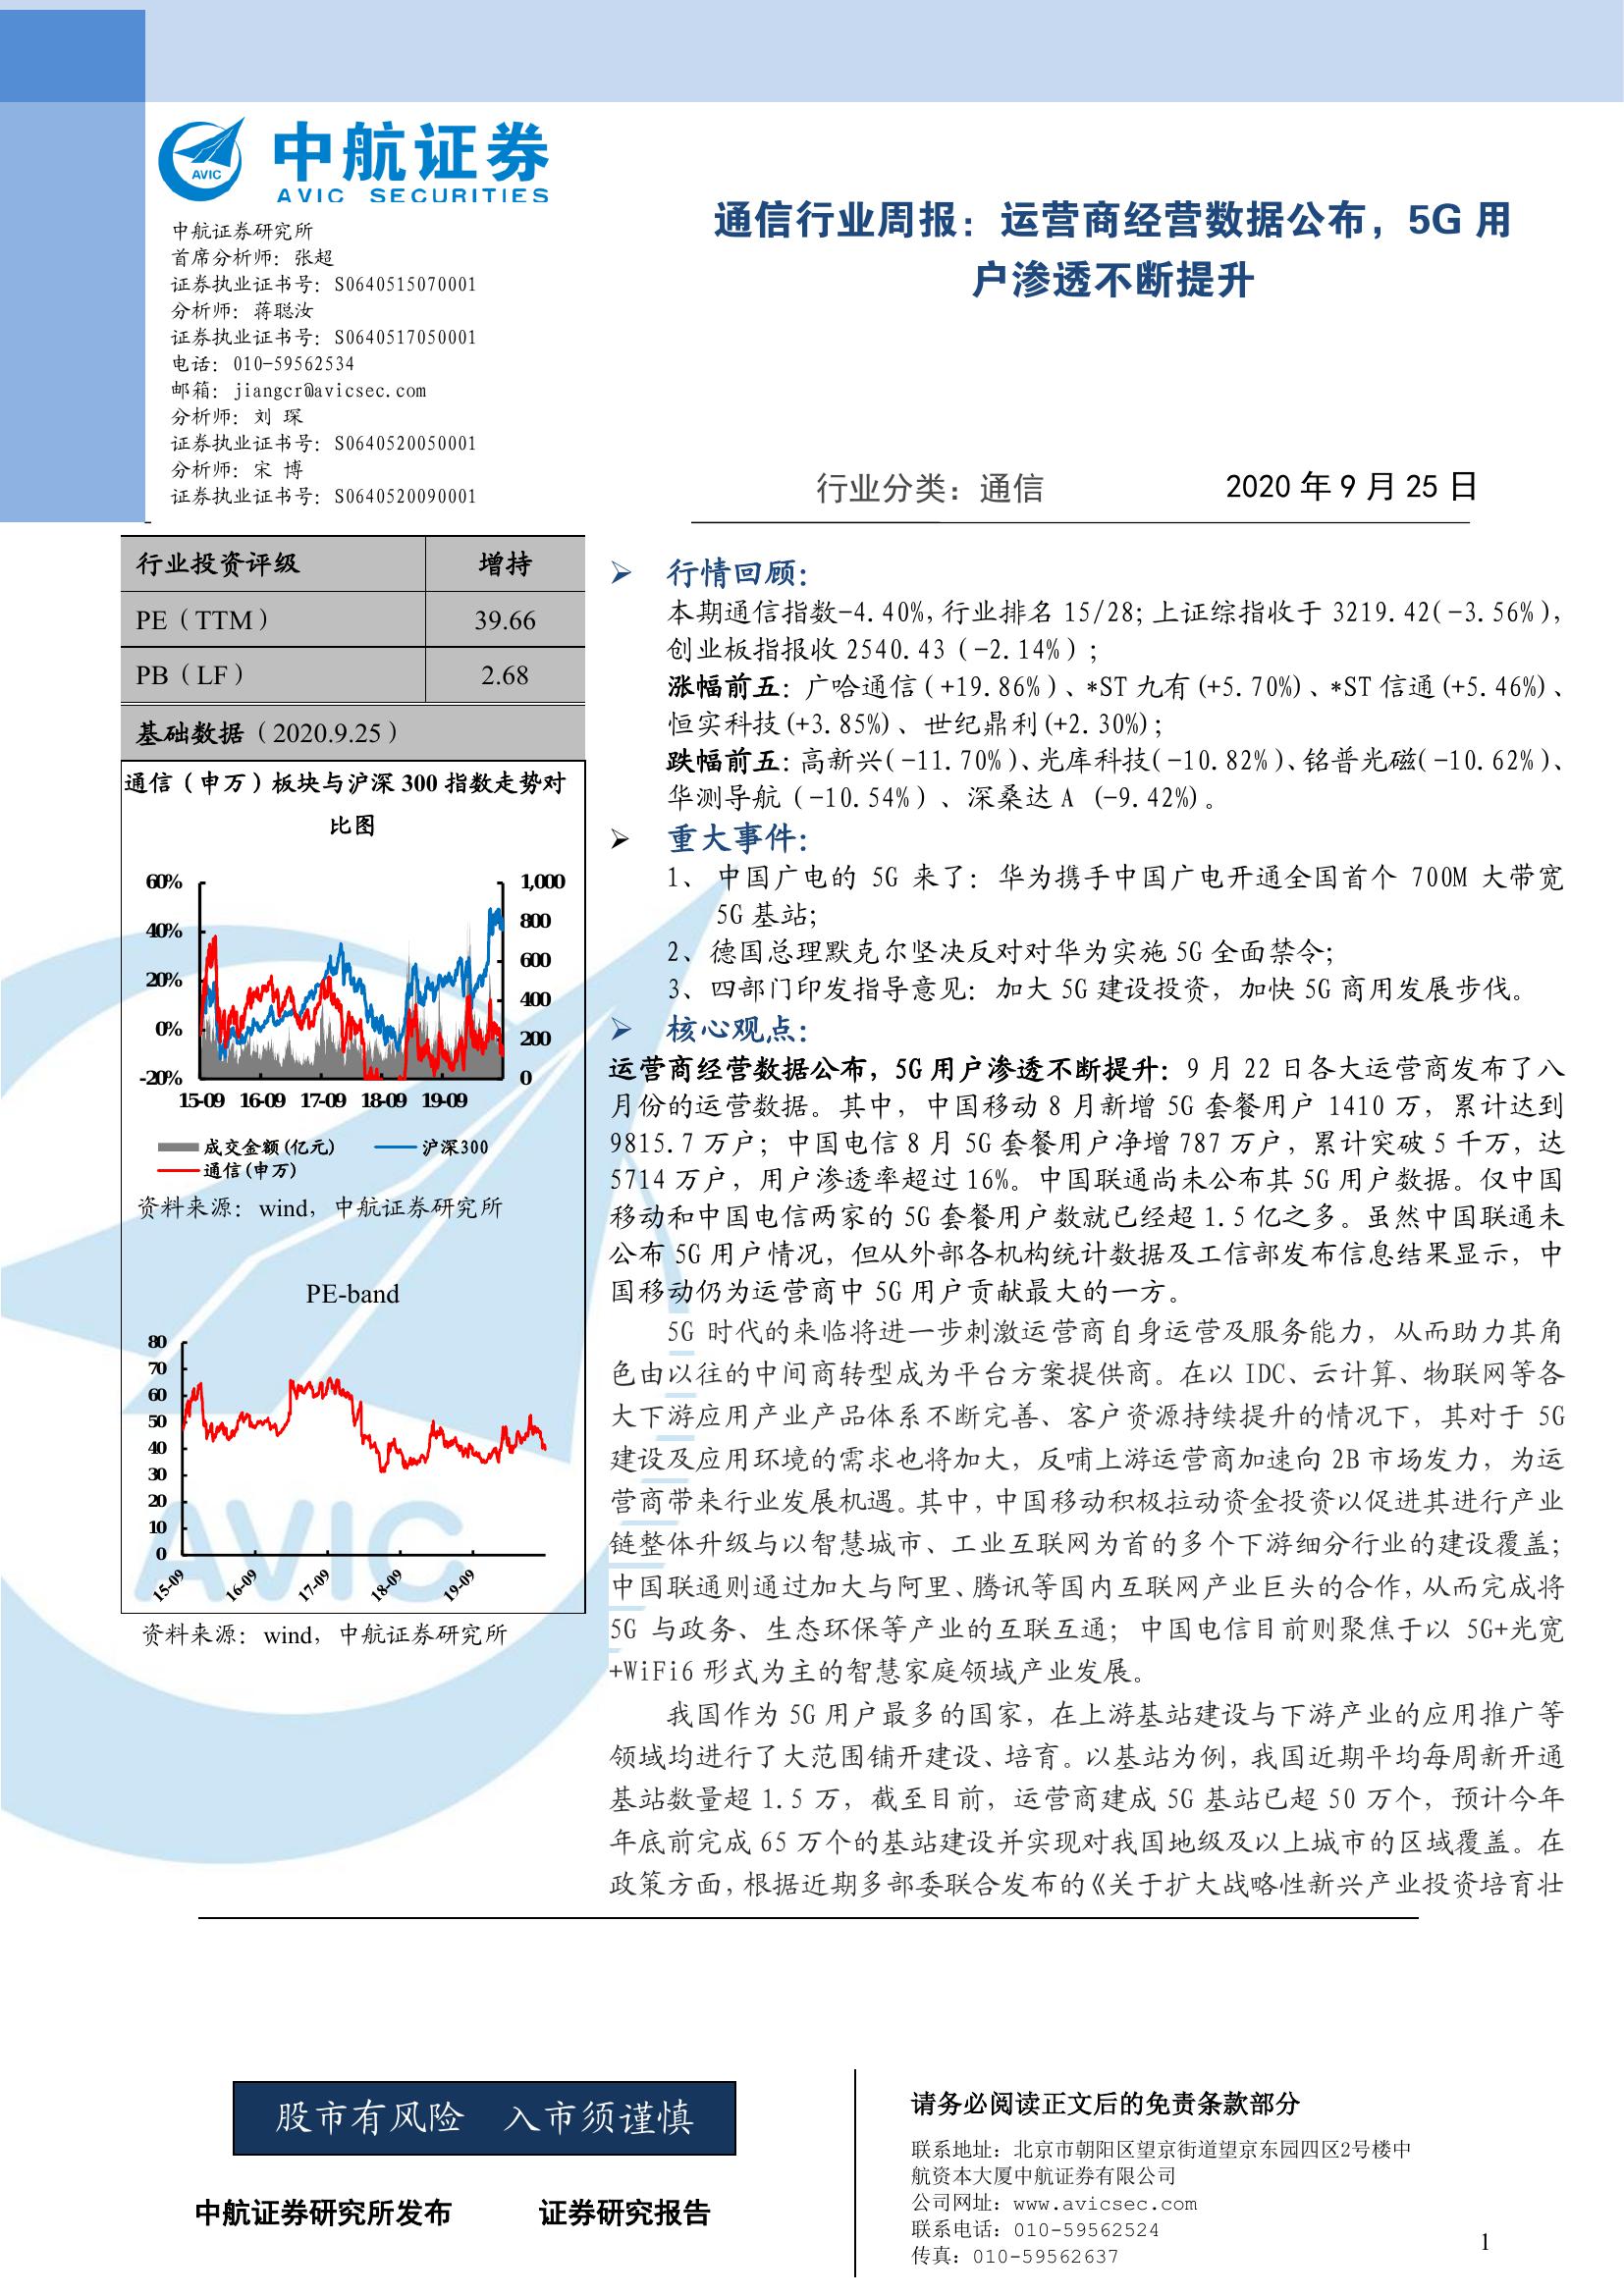 中航证券
AVIC SECURITIES
AVIC
中航证券研究所
首席分析师：张超
证券执业证书号：S0640515070001
分析师：蒋聪汝
证券执业证书号：S0640517050001
电话：010-59562534
邮箱：jiangcr@avicsec.com
分析师：刘 琛
证券执业证书号：S0640520050001
分析师：宋 博
证券执业证书号：S0640520090001
通信行业周报：运营商经营数据公布，5G 用
户渗透不断提升
行业分类：通信 2020 年 9 月 25 日
行业投资评级 增持
PE（TTM） 39.66
PB（LF） 2.68
基础数据（2020.9.25）
通信（申万）板块与沪深 300 指数走势对
比图
60%
40%
20%
0%
-20%
1,000
800
600
400
200
0
15-09 16-09 17-09 18-09 19-09
成交金额(亿元) 沪深300
通信(申万)
资料来源：wind，中航证券研究所
PE-band
80
70
60
50
40
30
20
10
0
15-09 16-09 17-09 18-09 19-09
资料来源：wind，中航证券研究所
AVIC
行情回顾：
本期通信指数-4.40%,行业排名 15/28;上证综指收于 3219.42(-3.56%),
创业板指报收 2540.43（-2.14%）;
涨幅前五：广哈通信（+19.86%）、*ST 九有(+5.70%)、*ST 信通(+5.46%)、
恒实科技(+3.85%)、世纪鼎利(+2.30%);
跌幅前五：高新兴(-11.70%)、光库科技(-10.82%)、铭普光磁(-10.62%)、
华测导航（-10.54%）、深桑达 A (-9.42%)。
重大事件：
1、 中国广电的 5G 来了：华为携手中国广电开通全国首个 700M 大带宽
5G 基站;
2、德国总理默克尔坚决反对对华为实施 5G 全面禁令;
3、四部门印发指导意见：加大 5G 建设投资，加快 5G 商用发展步伐。
核心观点：
运营商经营数据公布，5G 用户渗透不断提升：9 月 22 日各大运营商发布了八
月份的运营数据。其中，中国移动 8 月新增 5G 套餐用户 1410 万，累计达到
9815.7 万户；中国电信 8 月 5G 套餐用户净增 787 万户，累计突破 5 千万，达
5714 万户，用户渗透率超过 16%。中国联通尚未公布其 5G 用户数据。仅中国
移动和中国电信两家的 5G 套餐用户数就已经超 1.5 亿之多。虽然中国联通未
公布 5G 用户情况，但从外部各机构统计数据及工信部发布信息结果显示，中
国移动仍为运营商中 5G 用户贡献最大的一方。
5G 时代的来临将进一步刺激运营商自身运营及服务能力，从而助力其角
色由以往的中间商转型成为平台方案提供商。在以 IDC、云计算、物联网等各
大下游应用产业产品体系不断完善、客户资源持续提升的情况下，其对于 5G
建设及应用环境的需求也将加大，反哺上游运营商加速向 2B 市场发力，为运
营商带来行业发展机遇。其中，中国移动积极拉动资金投资以促进其进行产业
链整体升级与以智慧城市、工业互联网为首的多个下游细分行业的建设覆盖；
中国联通则通过加大与阿里、腾讯等国内互联网产业巨头的合作，从而完成将
5G 与政务、生态环保等产业的互联互通；中国电信目前则聚焦于以 5G+光宽
+WiFi6 形式为主的智慧家庭领域产业发展。
我国作为 5G 用户最多的国家，在上游基站建设与下游产业的应用推广等
领域均进行了大范围铺开建设、培育。以基站为例，我国近期平均每周新开通
基站数量超 1.5 万，截至目前，运营商建成 5G 基站已超 50 万个，预计今年
年底前完成 65 万个的基站建设并实现对我国地级及以上城市的区域覆盖。在
政策方面，根据近期多部委联合发布的《关于扩大战略性新兴产业投资培育壮
股市有风险 入市须谨慎
中航证券研究所发布 证券研究报告
请务必阅读正文后的免责条款部分
联系地址：北京市朝阳区望京街道望京东园四区2号楼中
航资本大厦中航证券有限公司
公司网址：www.avicsec.com
联系电话：010-59562524
传真：010-59562637
1